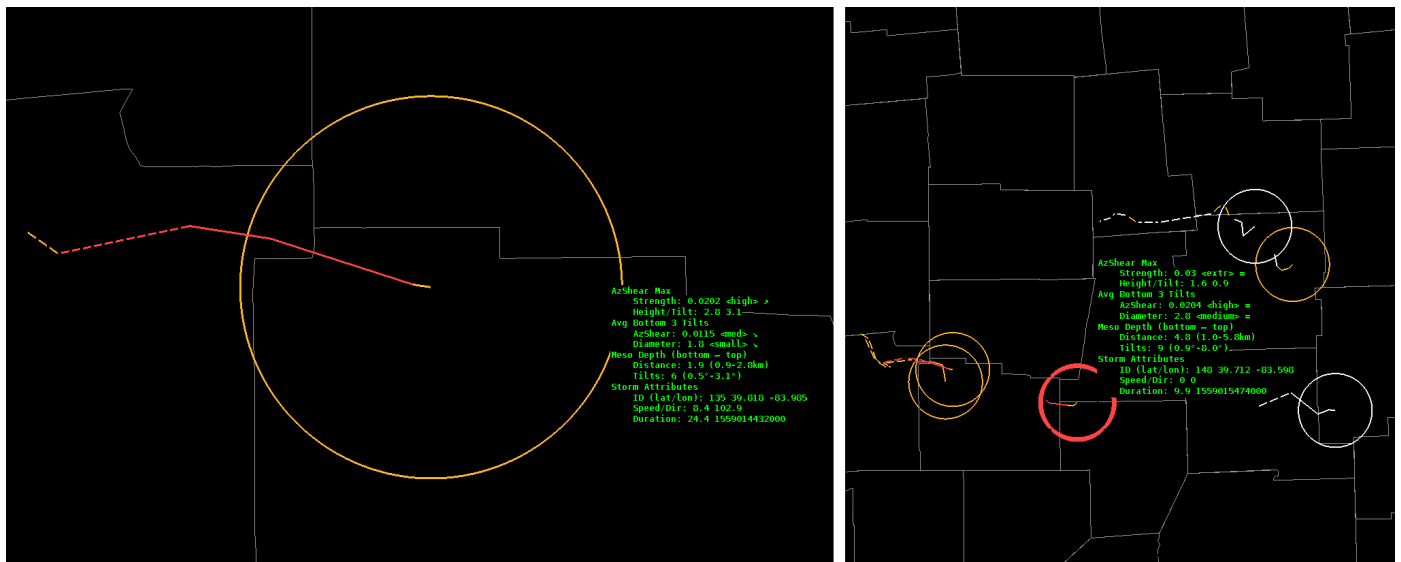 AzShear Max
Strength: 0.0202 <high> ↗
Height/Tilt: 2.8 3.1
Avg Bottom 3 Tilts
AzShear: 0.0115 <med> ↘
Diameter: 1.8 <small> ↘
Meso Depth (bottom – top)
Distance: 1.9 (0.9-2.8km)
Tilts: 6 (0.5°-3.1°)
Storm Attributes
ID (lat/lon): 135 39.818 -83.985
Speed/Dir: 8.4 102.9
Duration: 24.4 1559014432000
AzShear Max
Strength: 0.03 <extr> =
Height/Tilt: 1.6 0.9
Avg Bottom 3 Tilts
AzShear: 0.0204 <high> =
Diameter: 2.8 <medium> =
Meso Depth (bottom – top)
Distance: 4.8 (1.0-5.8km)
Tilts: 9 (0.9°-8.0°)
Storm Attributes
ID (lat/lon): 148 39.712 -83.598
Speed/Dir: 0 0
Duration: 9.9 1559015474000